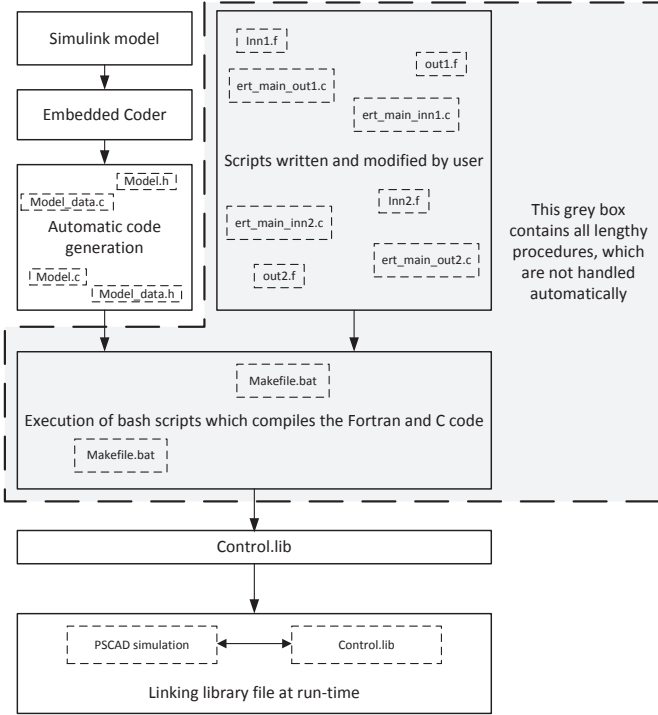 Simulink model
Embedded Coder
Model.h
Model_data.c
Automatic code
generation
Model.c
Model_data.h
Inn1.f
out1.f
ert_main_out1.c
ert_main_inn1.c
Scripts written and modified by user
Inn2.f
ert_main_inn2.c
ert_main_out2.c
out2.f
This grey box
contains all lengthy
procedures, which
are not handled
automatically
Makefile.bat
Execution of bash scripts which compiles the Fortran and C code
Makefile.bat
Control.lib
PSCAD simulation
Control.lib
Linking library file at run-time